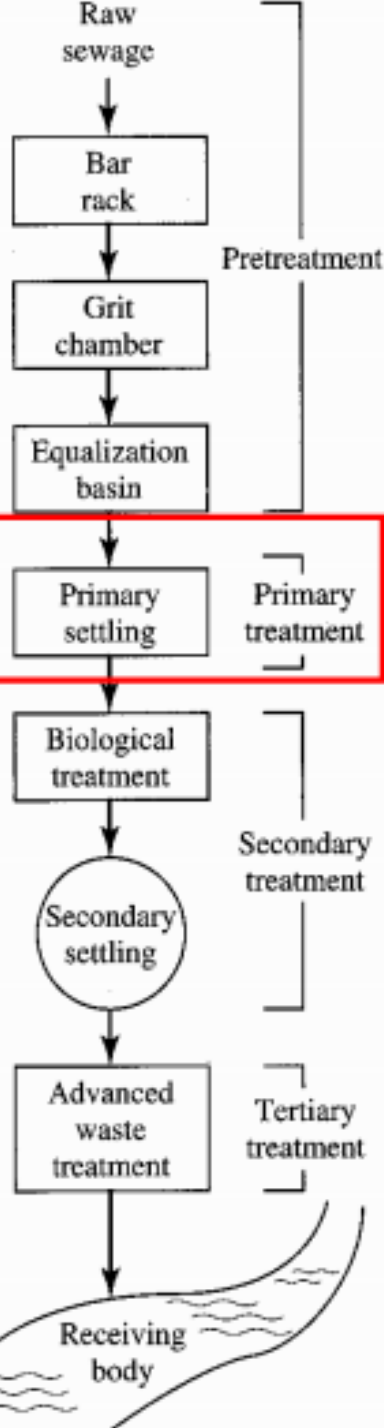 Raw
sewage
Bar
rack
Pretreatment
Grit
chamber
Equalization
basin
Primary
settling
Primary
treatment
Biological
treatment
Secondary
treatment
Secondary
settling
Advanced
waste
treatment
Tertiary
treatment
Receiving
body